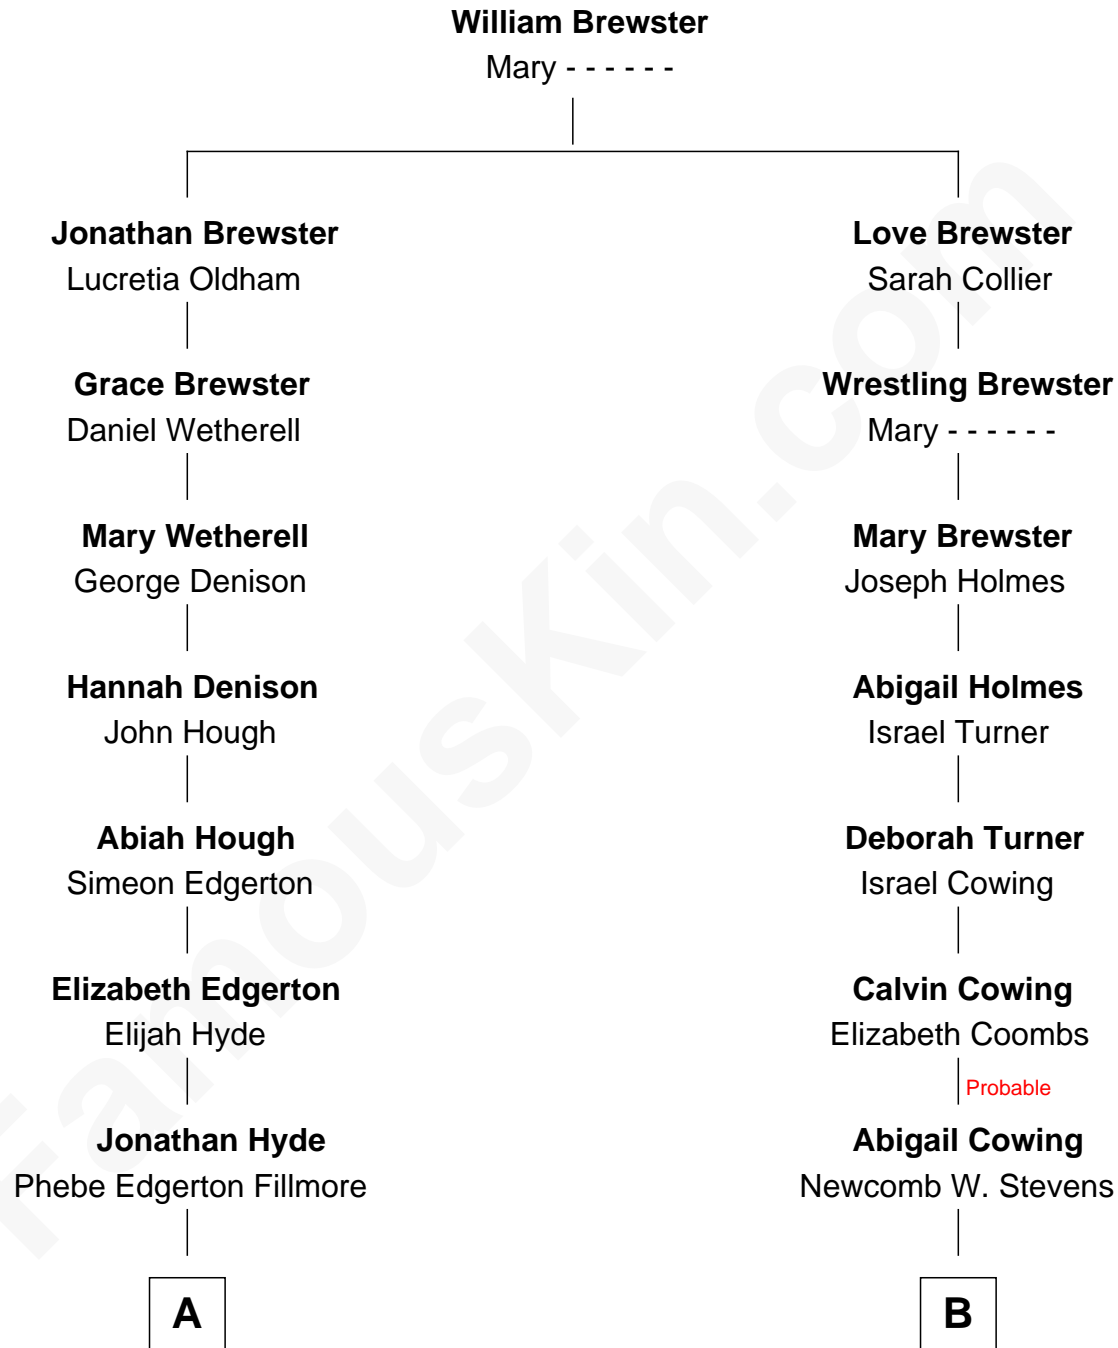 William Brewster
Mary - - - - - -
Jonathan Brewster
Lucretia Oldham
Love Brewster
Sarah Collier
Grace Brewster
Daniel Wetherell
Wrestling Brewster
Mary - - - - - -
Mary Wetherell
George Denison
Mary Brewster
Joseph Holmes
Hannah Denison
John Hough
Abigail Holmes
Israel Turner
Abiah Hough
Simeon Edgerton
Deborah Turner
Israel Cowing
Elizabeth Edgerton
Elijah Hyde
Calvin Cowing
Elizabeth Coombs
Probable
Jonathan Hyde
Phebe Edgerton Fillmore
Abigail Cowing
Newcomb W. Stevens
A
B
FamousKin.com